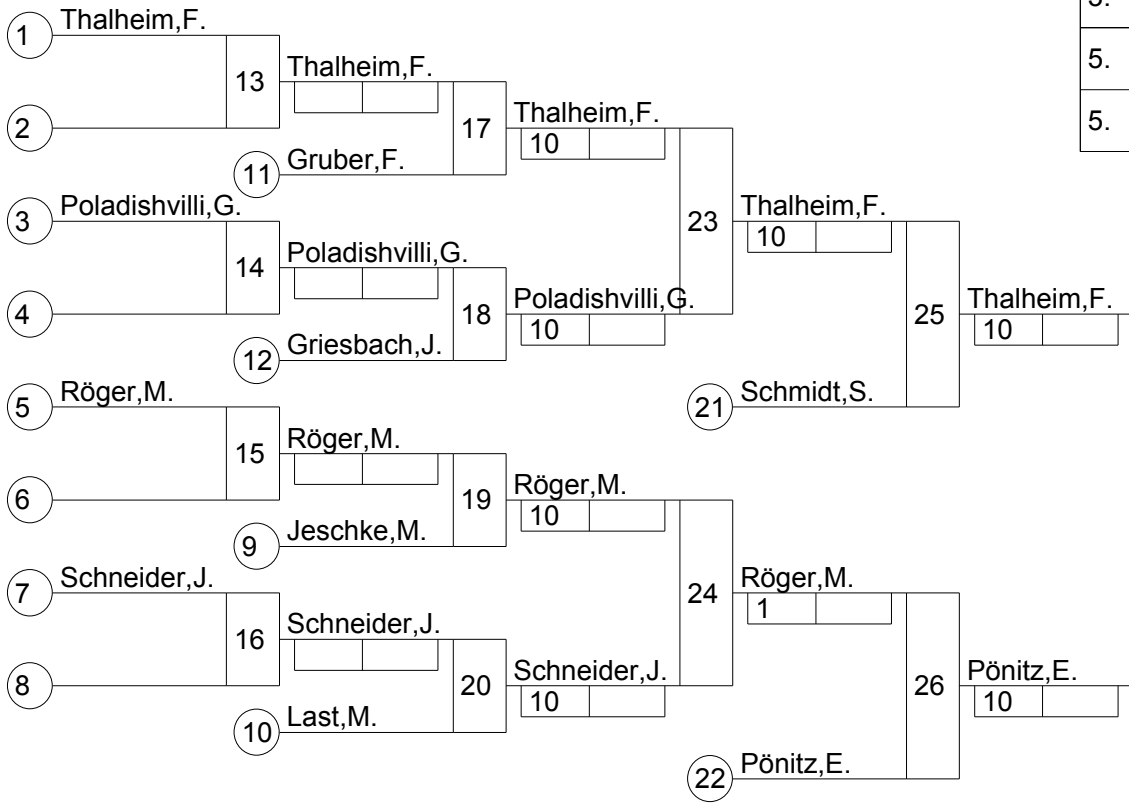 5.
1 Thalheim,F.
13 Thalheim,F.
2
17 Thalheim,F.
10
5.
11 Gruber,F.
5.
3 Poladishvilli,G.
23 Thalheim,F.
10
14 Poladishvilli,G.
4
18 Poladishvilli,G.
10
25 Thalheim,F.
10
12 Griesbach,J.
5 Röger,M.
21 Schmidt,S.
15 Röger,M.
6
19 Röger,M.
10
9 Jeschke,M.
7 Schneider,J.
24 Röger,M.
1
16 Schneider,J.
8
20 Schneider,J.
10
26 Pönitz,E.
10
10 Last,M.
22 Pönitz,E.